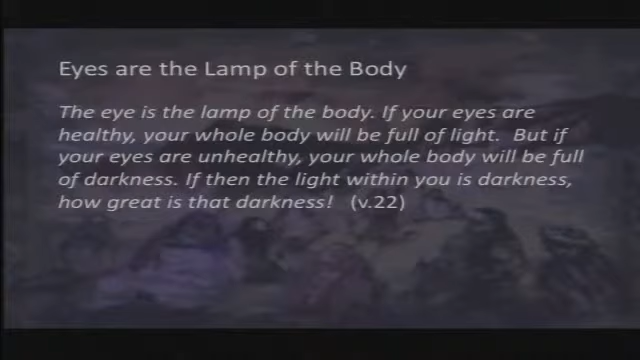 Eyes are the Lamp of the Body
The eye is the lamp of the body. If your eyes are
healthy, your whole body will be full of light.  But if
your eyes are unhealthy, your whole body will be full
of darkness. If then the light within you is darkness,
how great is that darkness!   (v.22)